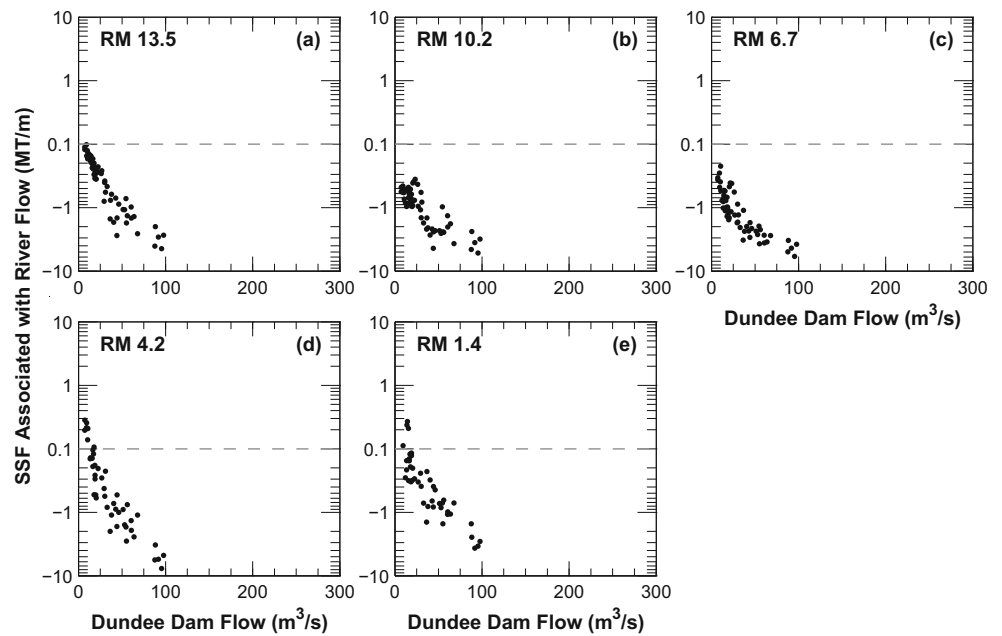 SSF Associated with River Flow (MT/m)
RM 13.5 (a)
10
1
0.1
−1
−10
0 100 200 300
RM 10.2 (b)
10
1
0.1
−1
−10
0 100 200 300
RM 6.7 (c)
10
1
0.1
−1
−10
0 100 200 300
Dundee Dam Flow (m³/s)
RM 4.2 (d)
10
1
0.1
−1
−10
0 100 200 300
Dundee Dam Flow (m³/s)
RM 1.4 (e)
10
1
0.1
−1
−10
0 100 200 300
Dundee Dam Flow (m³/s)